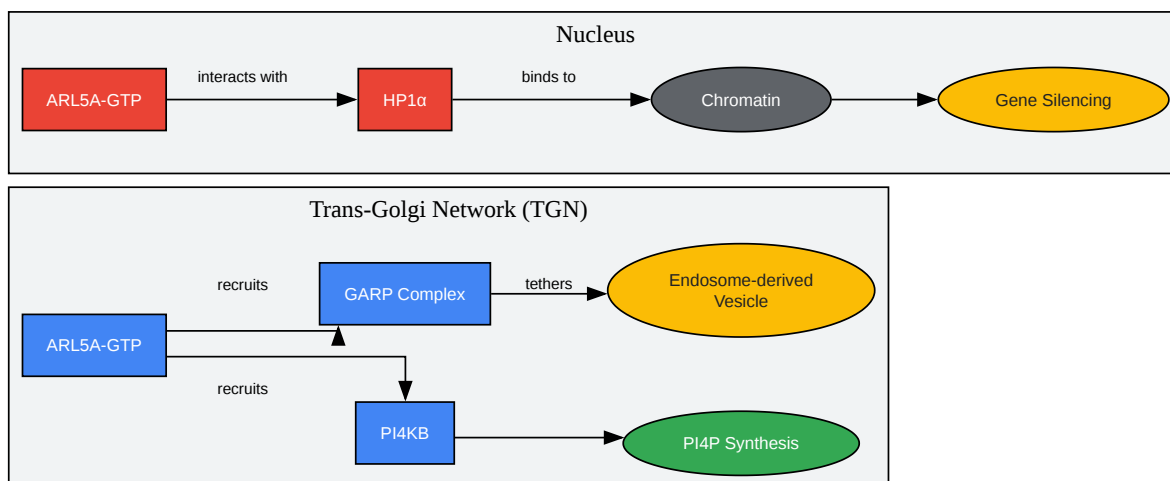 Nucleus
ARL5A-GTP
interacts with
HP1α
binds to
Chromatin
Gene Silencing
Trans-Golgi Network (TGN)
ARL5A-GTP
recruits
GARP Complex
tethers
Endosome-derived
Vesicle
recruits
PI4KB
PI4P Synthesis